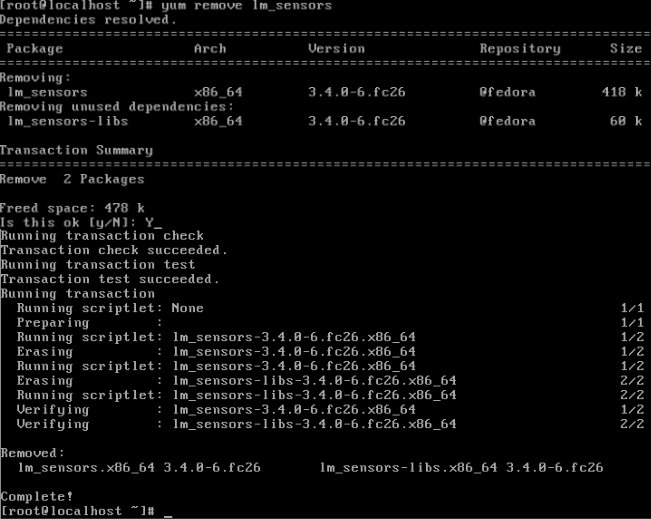 [root@localhost ~]# yum remove lm_sensors
Dependencies resolved.
================================================================================
 Package              Arch            Version                 Repository      Size
================================================================================
Removing:
 lm_sensors           x86_64          3.4.0-6.fc26            @fedora        418 k
Removing unused dependencies:
 lm_sensors-libs      x86_64          3.4.0-6.fc26            @fedora         60 k

Transaction Summary
================================================================================
Remove  2 Packages

Freed space: 478 k
Is this ok [y/N]: Y_
Running transaction check
Transaction check succeeded.
Running transaction test
Transaction test succeeded.
Running transaction
  Running scriptlet: None                                                     1/1
  Preparing        :                                                          1/1
  Running scriptlet: lm_sensors-3.4.0-6.fc26.x86_64                           1/2
  Erasing          : lm_sensors-3.4.0-6.fc26.x86_64                           1/2
  Running scriptlet: lm_sensors-3.4.0-6.fc26.x86_64                           1/2
  Erasing          : lm_sensors-libs-3.4.0-6.fc26.x86_64                      2/2
  Running scriptlet: lm_sensors-libs-3.4.0-6.fc26.x86_64                      2/2
  Verifying        : lm_sensors-3.4.0-6.fc26.x86_64                           1/2
  Verifying        : lm_sensors-libs-3.4.0-6.fc26.x86_64                      2/2

Removed:
  lm_sensors.x86_64 3.4.0-6.fc26       lm_sensors-libs.x86_64 3.4.0-6.fc26

Complete!
[root@localhost ~]# _